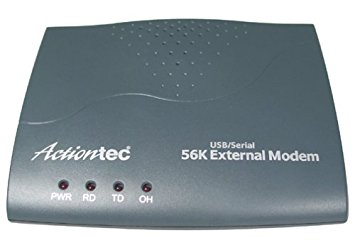 Actiontec
USB/Serial
56K External Modem
PWR RD TD OH